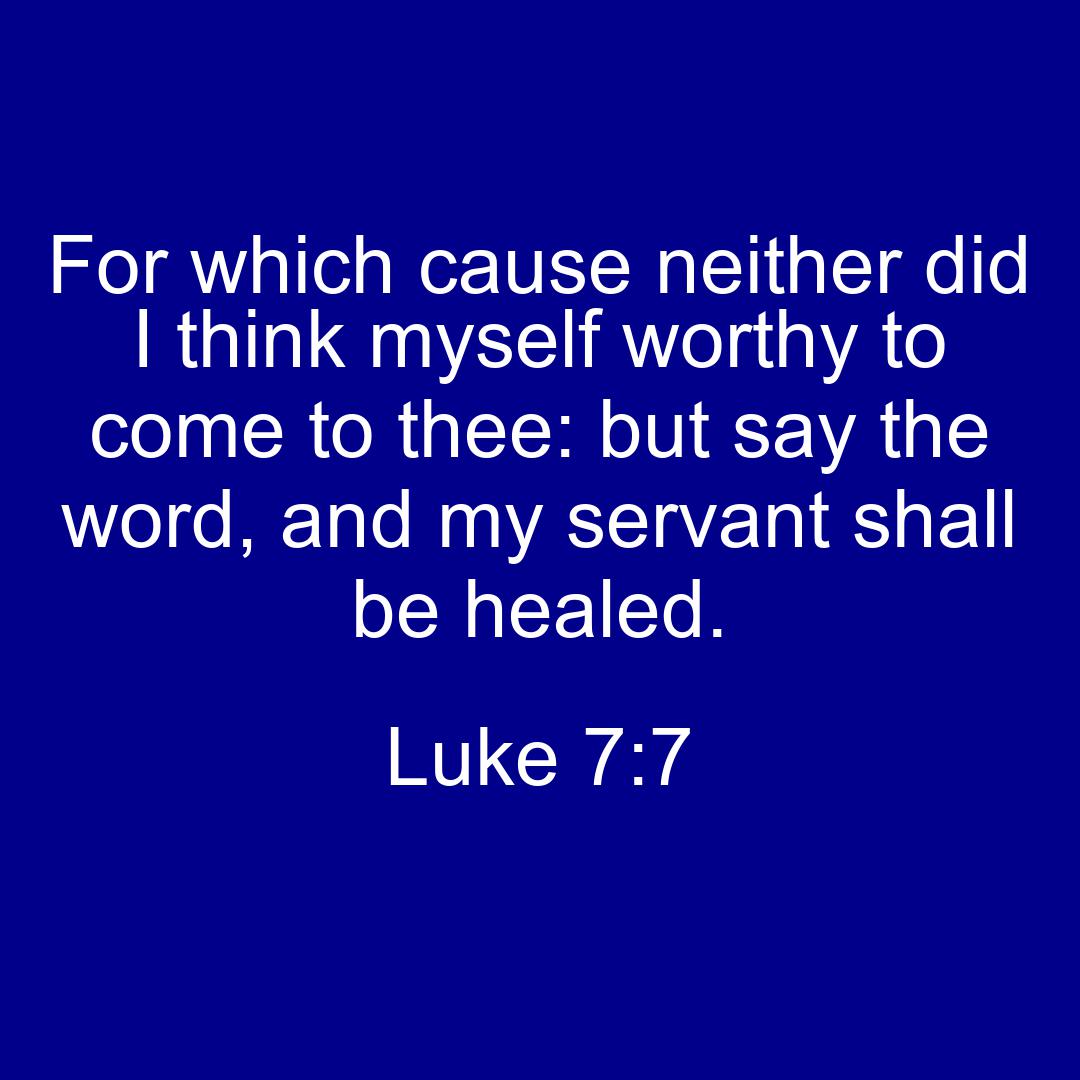 For which cause neither did
I think myself worthy to
come to thee: but say the
word, and my servant shall
be healed.
Luke 7:7